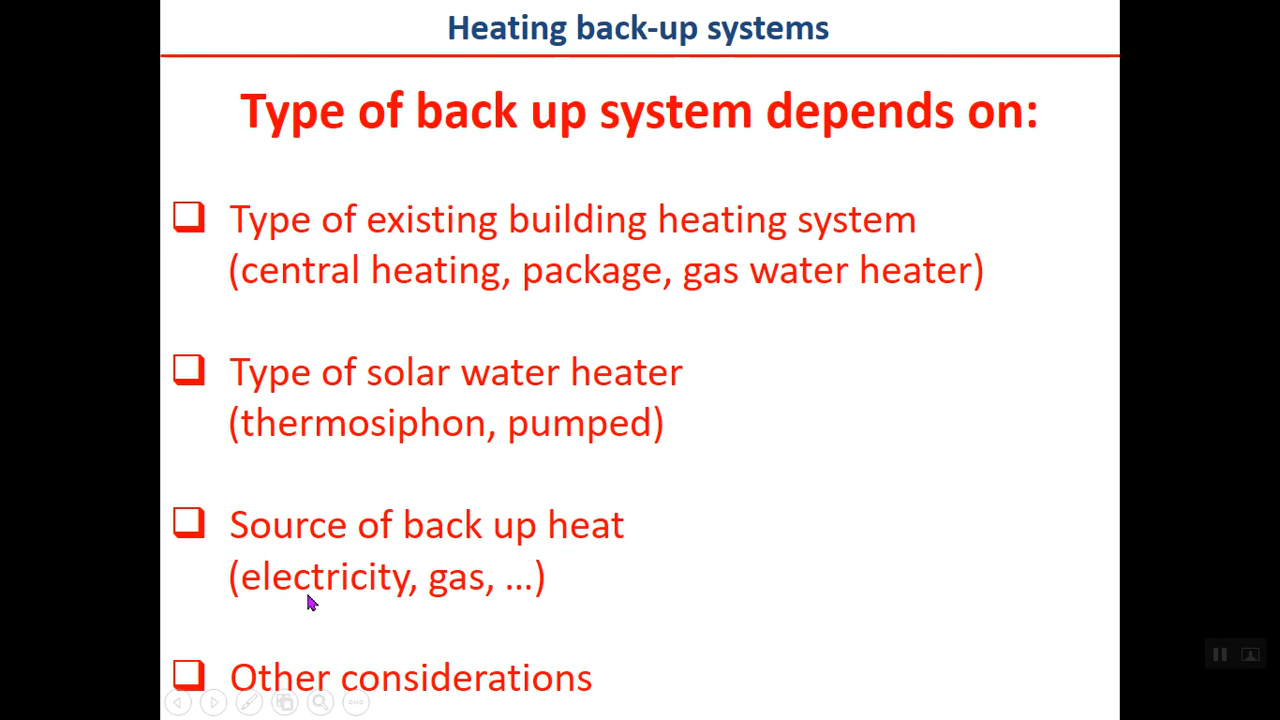 Heating back-up systems
Type of back up system depends on:
Type of existing building heating system
(central heating, package, gas water heater)
Type of solar water heater
(thermosiphon, pumped)
Source of back up heat
(electricity, gas, ...)
Other considerations